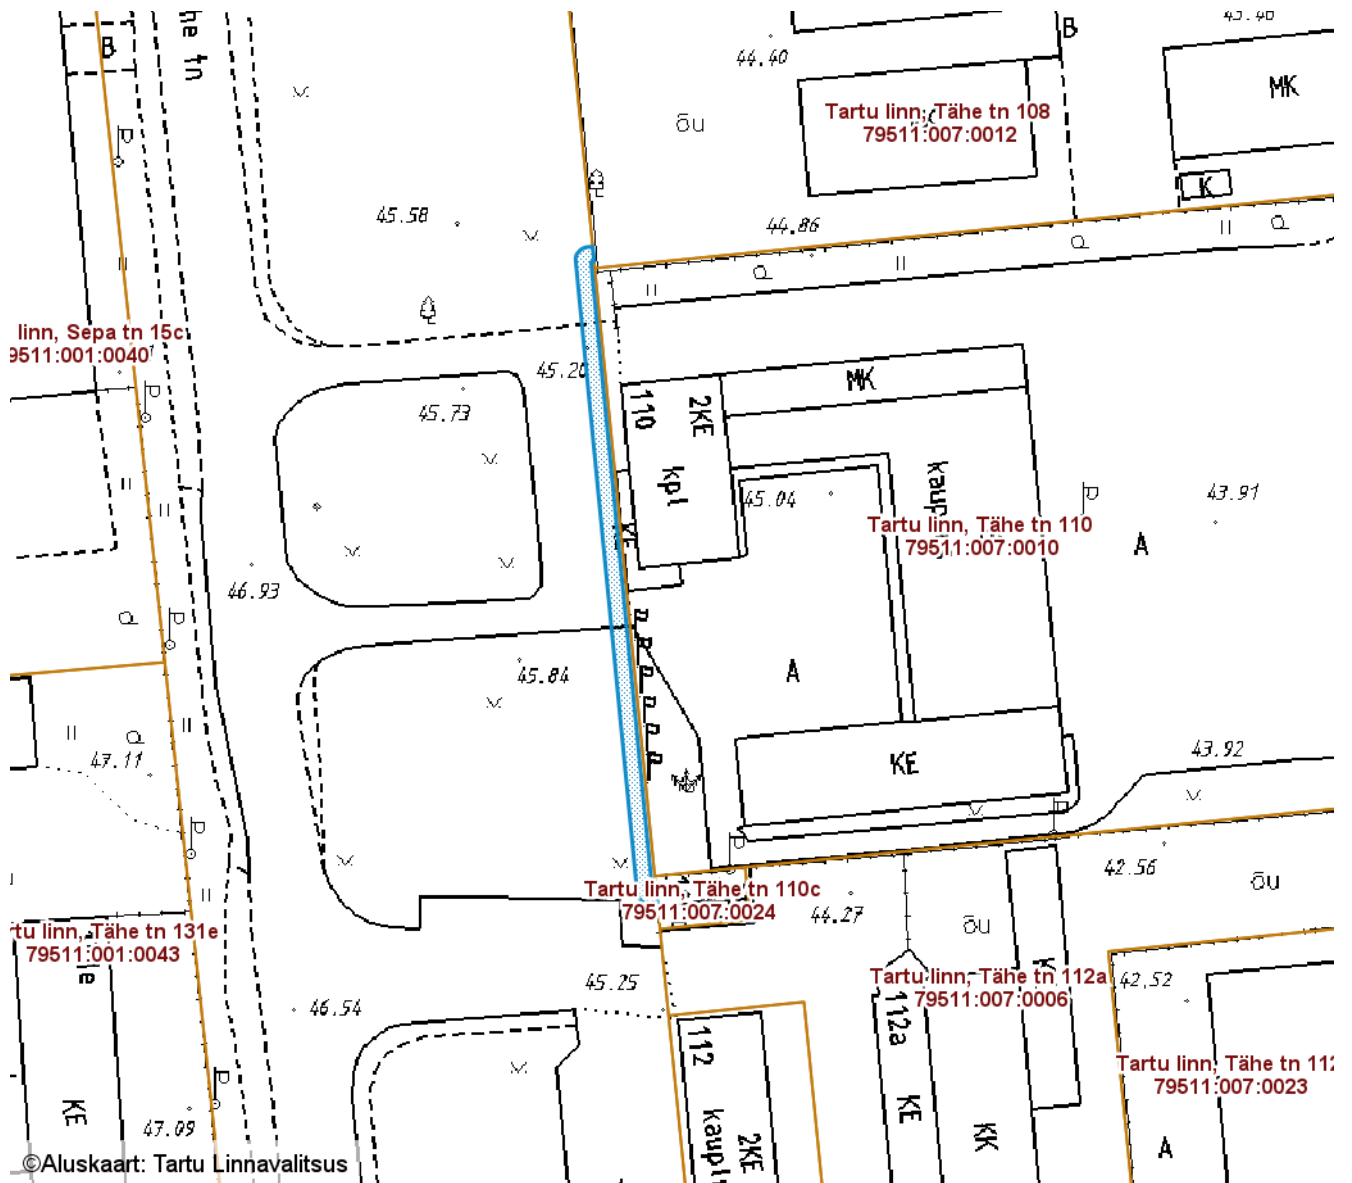 43.40
B
B
he tn
44.40
MK
Tartu linn, Tähe tn 108
79511:007:0012
õu
K
45.58
44.86
linn, Sepa tn 15c
9511:001:0040
45.20
MK
45.73
110
2KE
kpl
45.04
43.91
Tartu linn, Tähe tn 110
79511:007:0010
A
KE
46.93
45.84
A
43.92
47.11
KE
42.56
õu
Tartu linn, Tähe tn 110c
79511:007:0024
44.27
õu
rtu linn, Tähe tn 131e
79511:001:0043
Tartu linn, Tähe tn 112a
79511:007:0006
45.25
42.52
46.54
112
112a
Tartu linn, Tähe tn 112
79511:007:0023
KE
KE
KK
2KE
47.09
A
©Aluskaart: Tartu Linnavalitsus